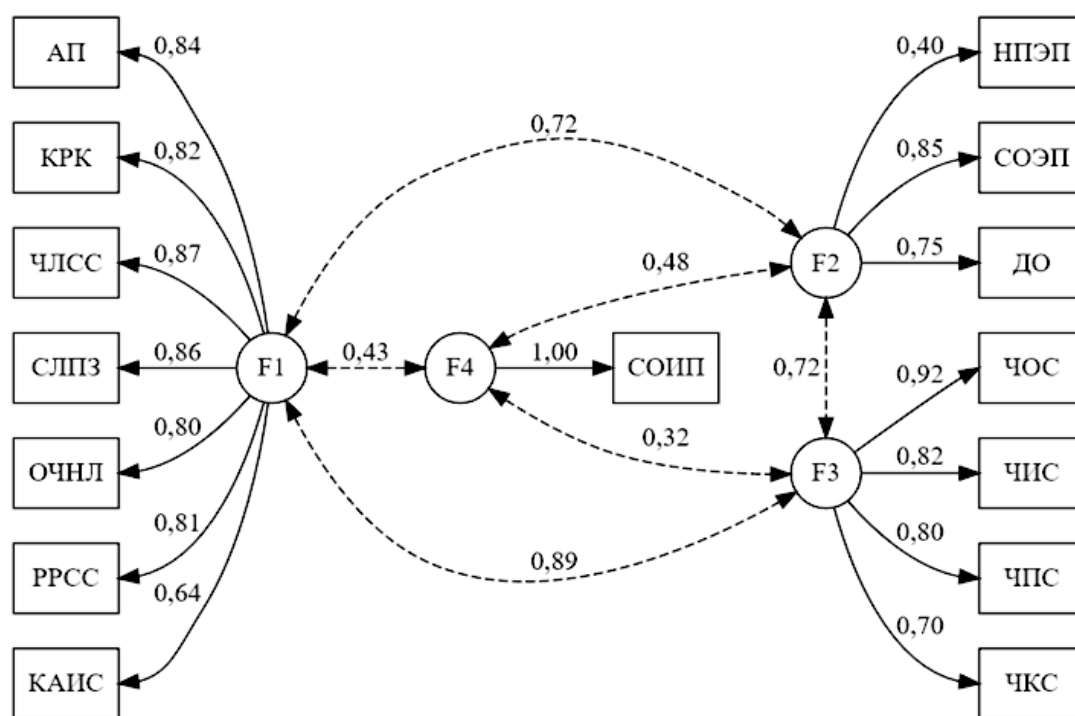 АП
0,84
0,40
НПЭП
0,72
КРК
0,82
0,85
СОЭП
ЧЛСС
0,87
0,48
F2
0,75
ДО
СЛПЗ
0,86
F1
0,43
F4
1,00
СОИП
0,72
0,92
ЧОС
ОЧНЛ
0,80
0,32
F3
0,82
ЧИС
РРСС
0,81
0,89
0,80
ЧПС
0,64
0,70
КАИС
ЧКС